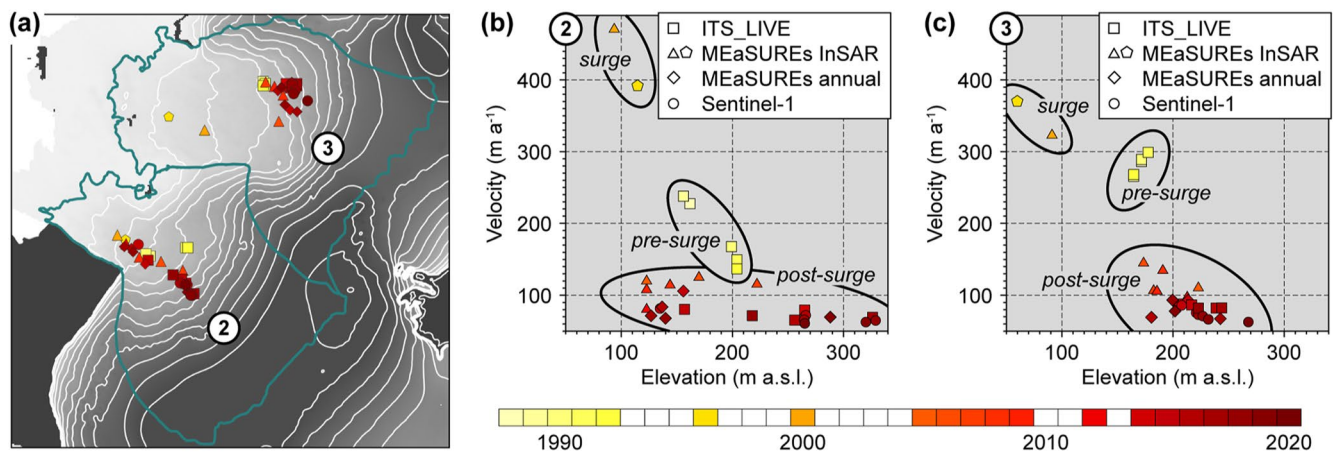 (a)
3
2
(b)
2
ITS_LIVE
MEaSUREs InSAR
MEaSUREs annual
Sentinel-1
surge
pre-surge
post-surge
400
300
200
100
Velocity (m a⁻¹)
100
200
300
Elevation (m a.s.l.)
(c)
3
ITS_LIVE
MEaSUREs InSAR
MEaSUREs annual
Sentinel-1
surge
pre-surge
post-surge
400
300
200
100
Velocity (m a⁻¹)
100
200
300
Elevation (m a.s.l.)
1990
2000
2010
2020